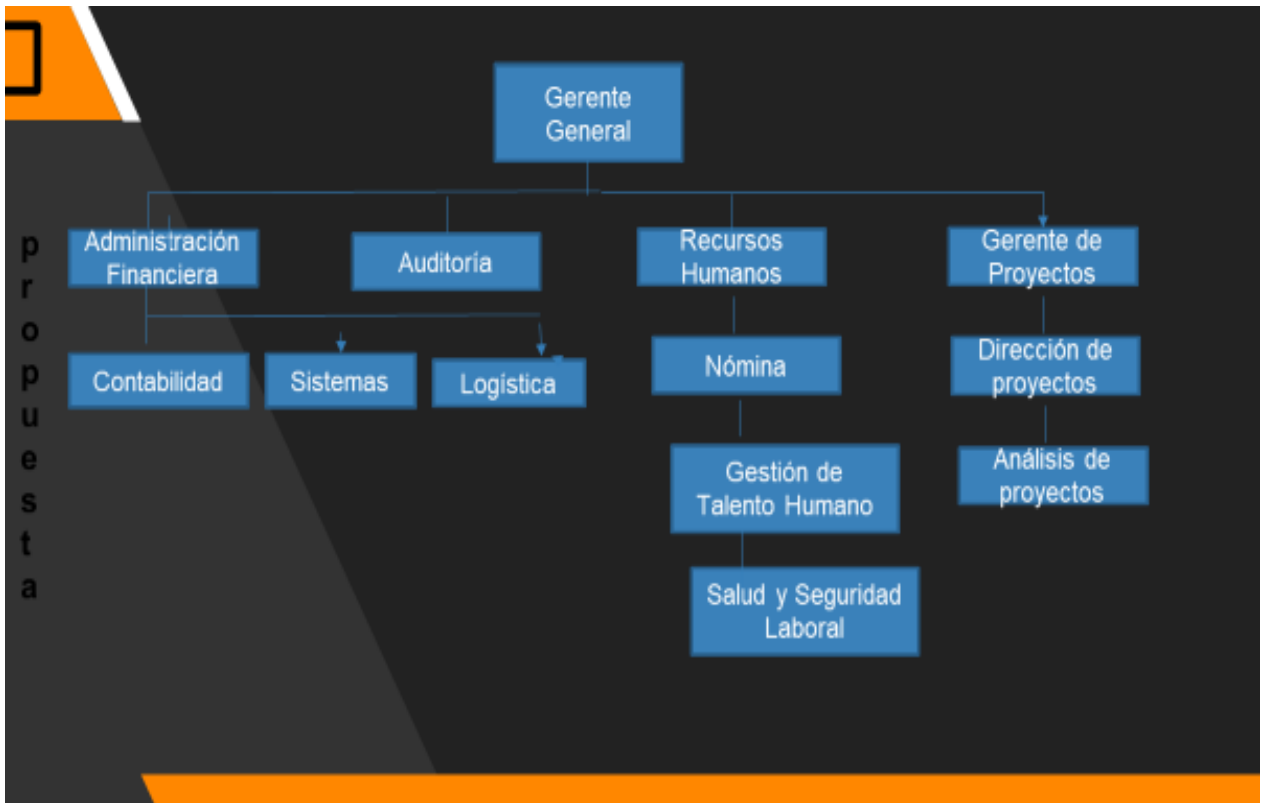 Gerente
General
Administración
Financiera
Auditoría
Recursos
Humanos
Gerente de
Proyectos
Contabilidad
Sistemas
Logística
Nómina
Dirección de
proyectos
Gestión de
Talento Humano
Análisis de
proyectos
Salud y Seguridad
Laboral
propuesta